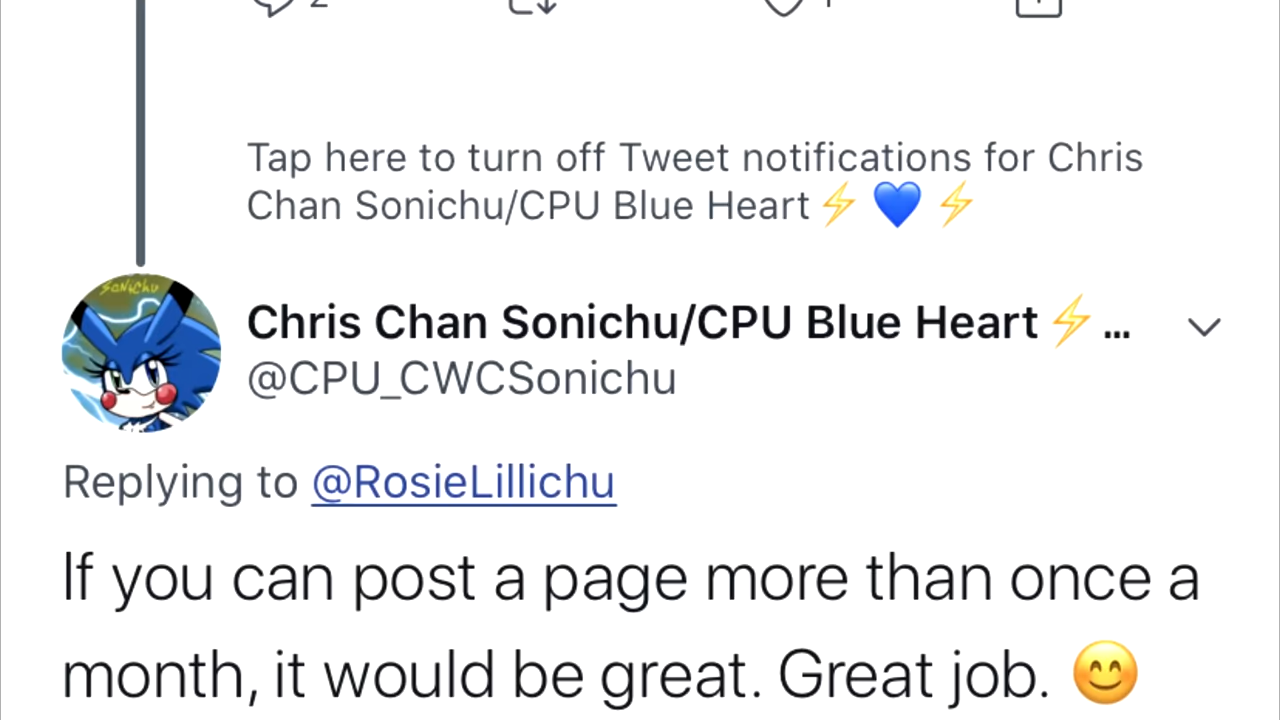 2
Tap here to turn off Tweet notifications for Chris
Chan Sonichu/CPU Blue Heart⚡💙⚡
SONICHU
Chris Chan Sonichu/CPU Blue Heart⚡...
@CPU_CWCSonichu
Replying to @RosieLillichu
If you can post a page more than once a
month, it would be great. Great job. 😊